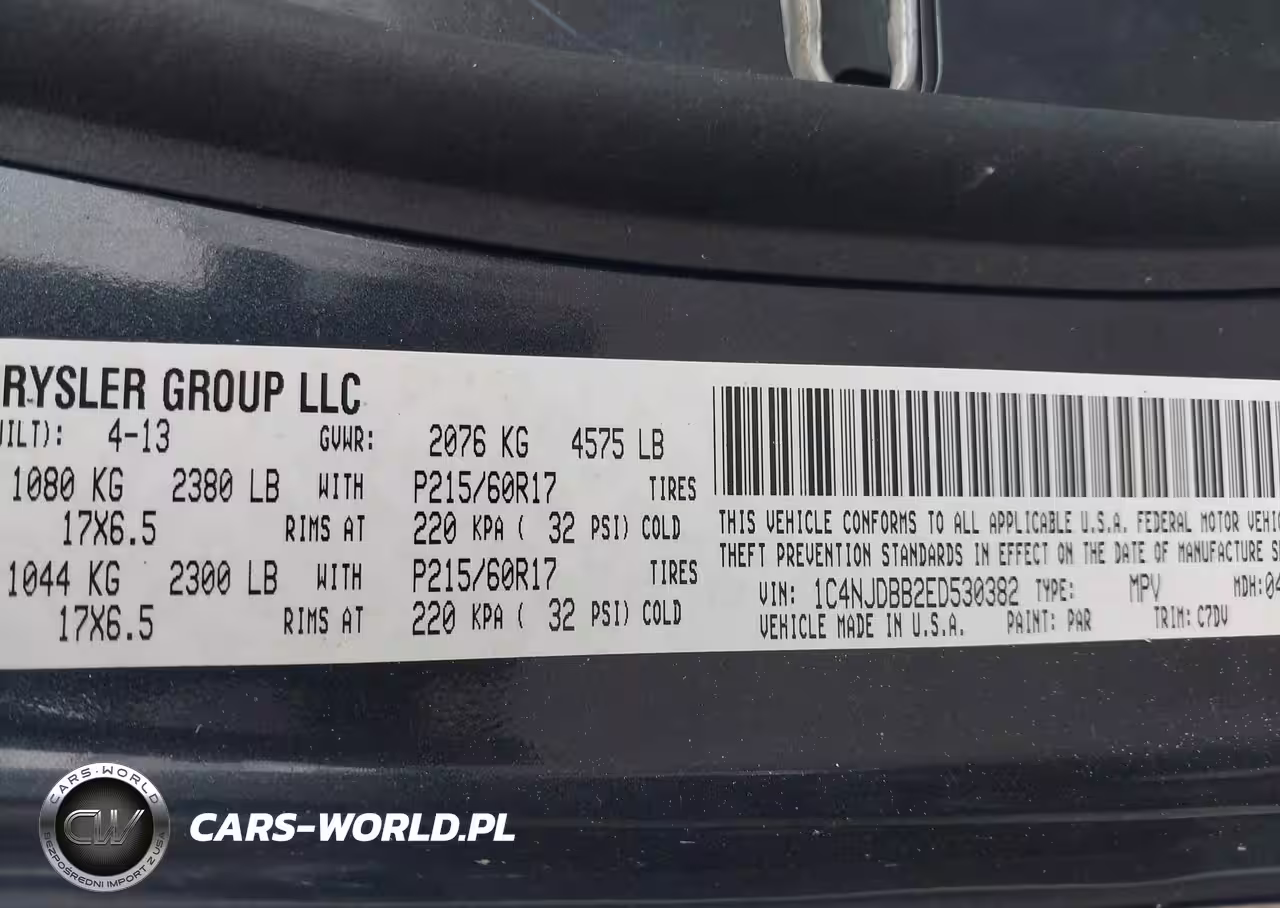 RYSLER GROUP LLC
UILT): 4-13 GVWR: 2076 KG 4575 LB
1080 KG 2380 LB WITH P215/60R17 TIRES
17X6.5 RIMS AT 220 KPA ( 32 PSI) COLD
1044 KG 2300 LB WITH P215/60R17 TIRES
17X6.5 RIMS AT 220 KPA ( 32 PSI) COLD
THIS VEHICLE CONFORMS TO ALL APPLICABLE U.S.A. FEDERAL MOTOR VEHI
THEFT PREVENTION STANDARDS IN EFFECT ON THE DATE OF MANUFACTURE S
VIN: 1C4NJDBB2ED530382 TYPE: MPV MDH:04
VEHICLE MADE IN U.S.A. PAINT: PAR TRIM: C7DV
CARS-WORLD
CW
BEZPOŚREDNI IMPORT Z USA
CARS-WORLD.PL